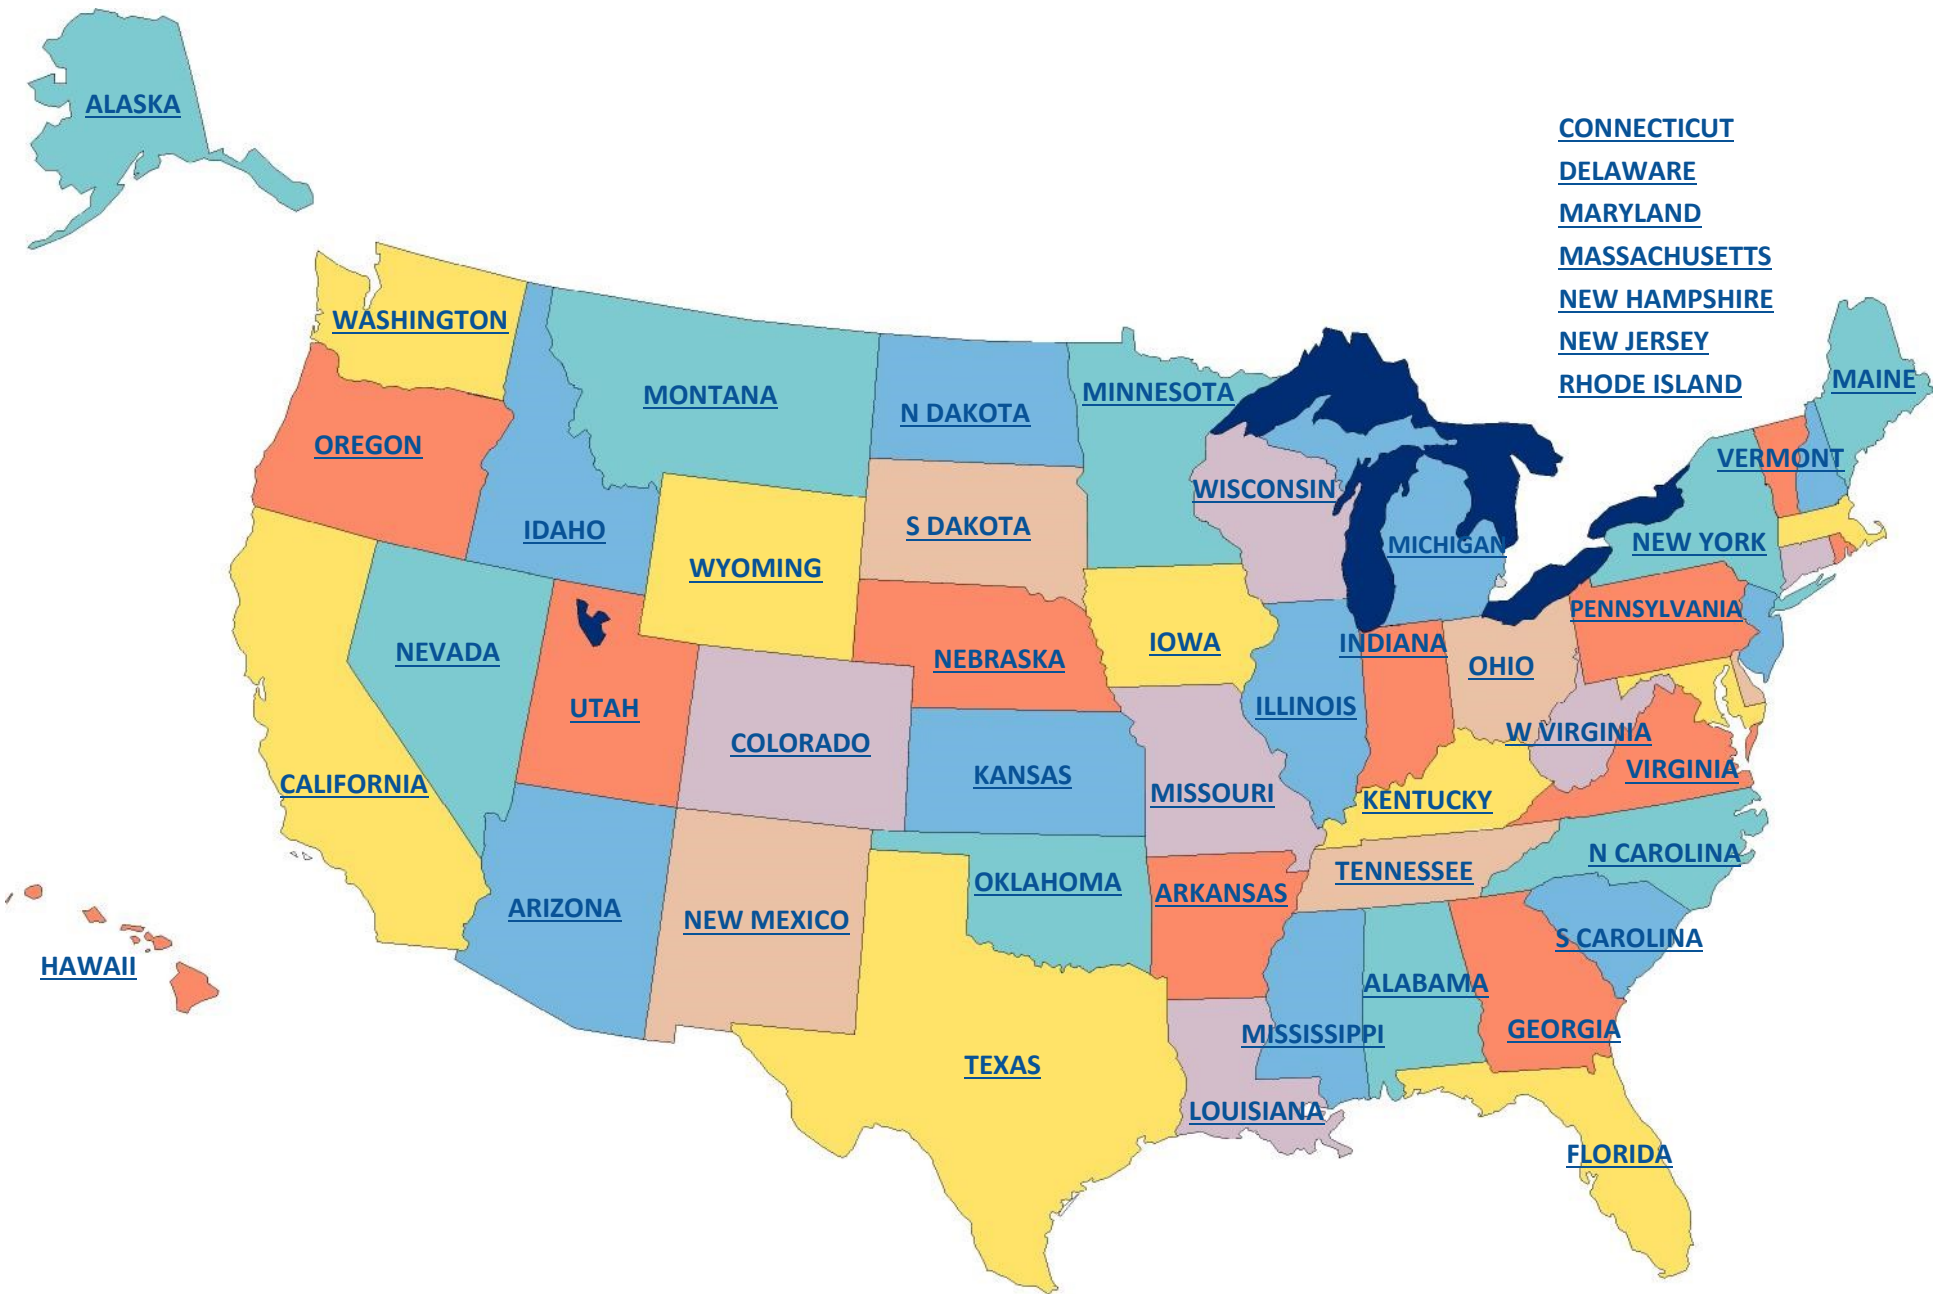 ALASKA
CONNECTICUT
DELAWARE
MARYLAND
MASSACHUSETTS
NEW HAMPSHIRE
NEW JERSEY
RHODE ISLAND
WASHINGTON
MAINE
MONTANA
MINNESOTA
N DAKOTA
OREGON
VERMONT
WISCONSIN
IDAHO
S DAKOTA
NEW YORK
MICHIGAN
WYOMING
PENNSYLVANIA
IOWA
INDIANA
NEVADA
NEBRASKA
OHIO
UTAH
ILLINOIS
W VIRGINIA
COLORADO
VIRGINIA
KANSAS
CALIFORNIA
MISSOURI
KENTUCKY
N CAROLINA
TENNESSEE
OKLAHOMA
ARKANSAS
ARIZONA
NEW MEXICO
S CAROLINA
HAWAII
ALABAMA
GEORGIA
MISSISSIPPI
TEXAS
LOUISIANA
FLORIDA